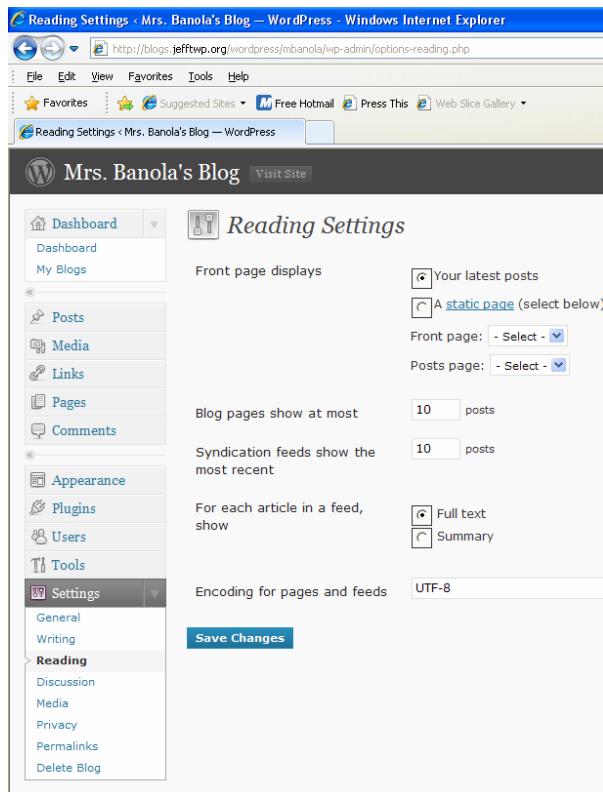 Reading Settings ‹ Mrs. Banola's Blog — WordPress - Windows Internet Explorer
http://blogs.jefftwp.org/wordpress/mbanola/wp-admin/options-reading.php
File Edit View Favorites Tools Help
Favorites Suggested Sites Free Hotmail Press This Web Slice Gallery
Reading Settings ‹ Mrs. Banola's Blog — WordPress
Mrs. Banola's Blog Visit Site
Dashboard
Dashboard
My Blogs
Posts
Media
Links
Pages
Comments
Appearance
Plugins
Users
Tools
Settings
General
Writing
Reading
Discussion
Media
Privacy
Permalinks
Delete Blog
Reading Settings
Front page displays
Your latest posts
A static page (select below)
Front page: - Select -
Posts page: - Select -
Blog pages show at most 10 posts
Syndication feeds show the most recent 10 posts
For each article in a feed, show
Full text
Summary
Encoding for pages and feeds UTF-8
Save Changes